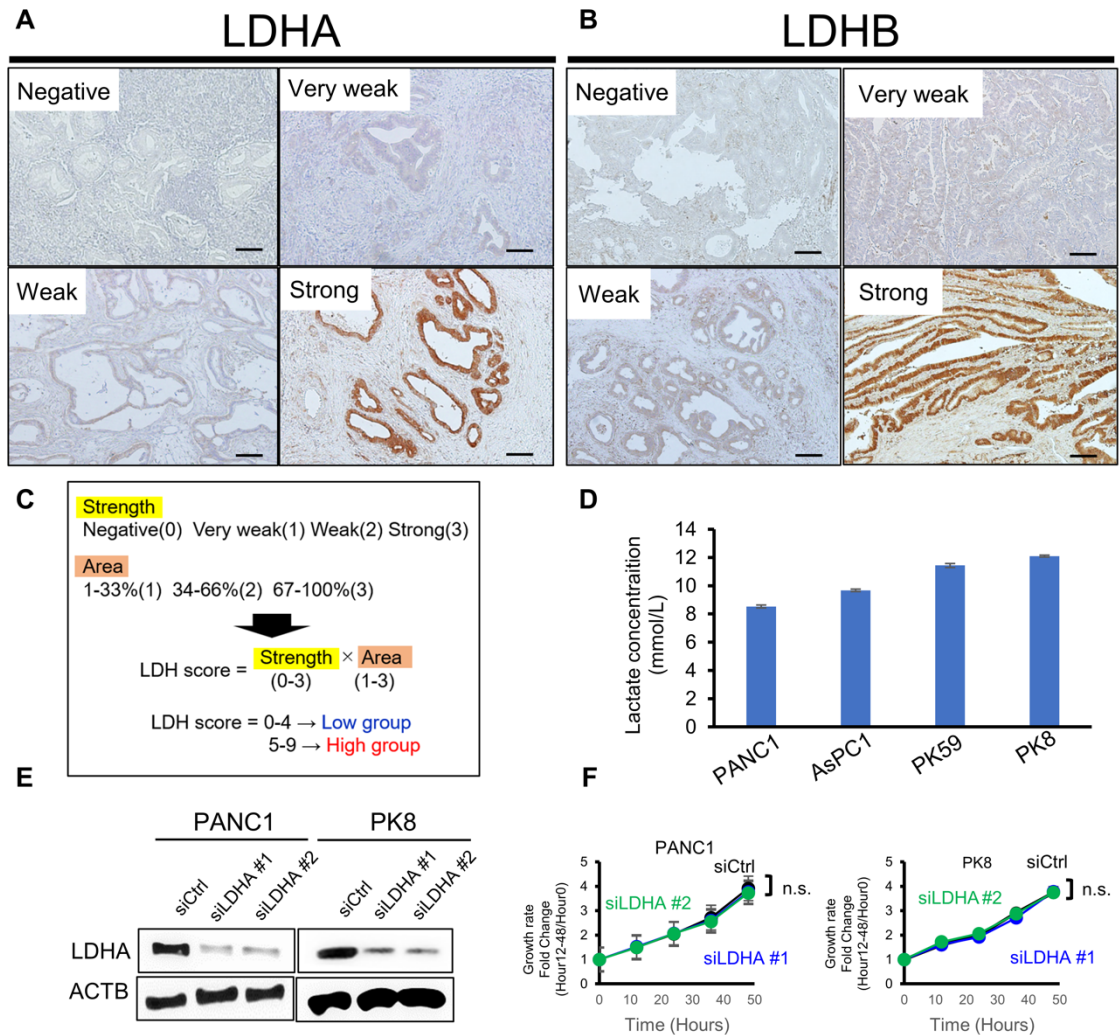 A
LDHA
Negative
Very weak
Weak
Strong
B
LDHB
Negative
Very weak
Weak
Strong
C
Strength
Negative(0) Very weak(1) Weak(2) Strong(3)
Area
1-33%(1) 34-66%(2) 67-100%(3)
LDH score = Strength × Area
(0-3) (1-3)
LDH score = 0-4 → Low group
5-9 → High group
D
Lactate concentraition
(mmol/L)
14
12
10
8
6
4
2
0
PANC1
AsPC1
PK59
PK8
E
PANC1
PK8
siCtrl
siLDHA #1
siLDHA #2
siCtrl
siLDHA #1
siLDHA #2
LDHA
ACTB
F
PANC1
siCtrl
siLDHA #2
n.s.
siLDHA #1
Growth rate
Fold Change
(Hour12-48/Hour0)
5
4
3
2
1
0
0 10 20 30 40 50
Time (Hours)
PK8
siCtrl
siLDHA #2
n.s.
siLDHA #1
Growth rate
Fold Change
(Hour12-48/Hour0)
5
4
3
2
1
0
0 10 20 30 40 50
Time (Hours)